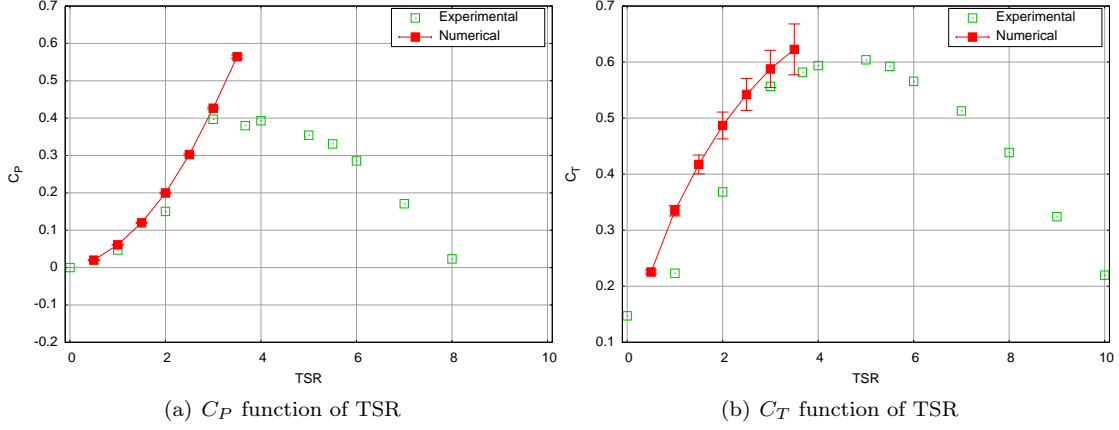 0.7
0.6
0.5
0.4
0.3
0.2
0.1
0
-0.1
-0.2
C_P
0 2 4 6 8 10
TSR
Experimental
Numerical
(a) C_P function of TSR
0.7
0.6
0.5
0.4
0.3
0.2
0.1
C_T
0 2 4 6 8 10
TSR
Experimental
Numerical
(b) C_T function of TSR